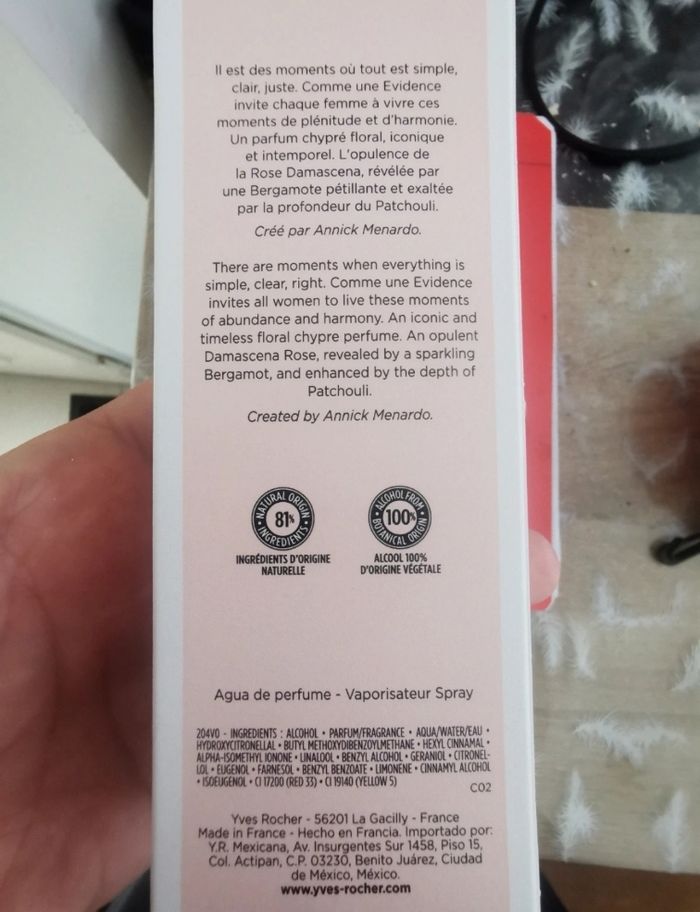 Il est des moments où tout est simple,
clair, juste. Comme une Evidence
invite chaque femme à vivre ces
moments de plénitude et d'harmonie.
Un parfum chypré floral, iconique
et intemporel. L'opulence de
la Rose Damascena, révélée par
une Bergamote pétillante et exaltée
par la profondeur du Patchouli.
Créé par Annick Menardo.
There are moments when everything is
simple, clear, right. Comme une Evidence
invites all women to live these moments
of abundance and harmony. An iconic and
timeless floral chypre perfume. An opulent
Damascena Rose, revealed by a sparkling
Bergamot, and enhanced by the depth of
Patchouli.
Created by Annick Menardo.
NATURAL ORIGIN
81%
INGREDIENTS
INGRÉDIENTS D'ORIGINE
NATURELLE
ALCOHOL FROM
100%
BOTANICAL ORIGIN
ALCOOL 100%
D'ORIGINE VÉGÉTALE
Agua de perfume - Vaporisateur Spray
204V0 - INGREDIENTS : ALCOHOL • PARFUM/FRAGRANCE • AQUA/WATER/EAU •
HYDROXYCITRONELLAL • BUTYL METHOXYDIBENZOYLMETHANE • HEXYL CINNAMAL •
ALPHA-ISOMETHYL IONONE • LINALOOL • BENZYL ALCOHOL • GERANIOL • CITRONEL-
LOL • EUGENOL • FARNESOL • BENZYL BENZOATE • LIMONENE • CINNAMYL ALCOHOL
• ISOEUGENOL • CI 17200 (RED 33) • CI 19140 (YELLOW 5)
C02
Yves Rocher - 56201 La Gacilly - France
Made in France - Hecho en Francia. Importado por:
Y.R. Mexicana, Av. Insurgentes Sur 1458, Piso 15,
Col. Actipan, C.P. 03230, Benito Juárez, Ciudad
de México, México.
www.yves-rocher.com